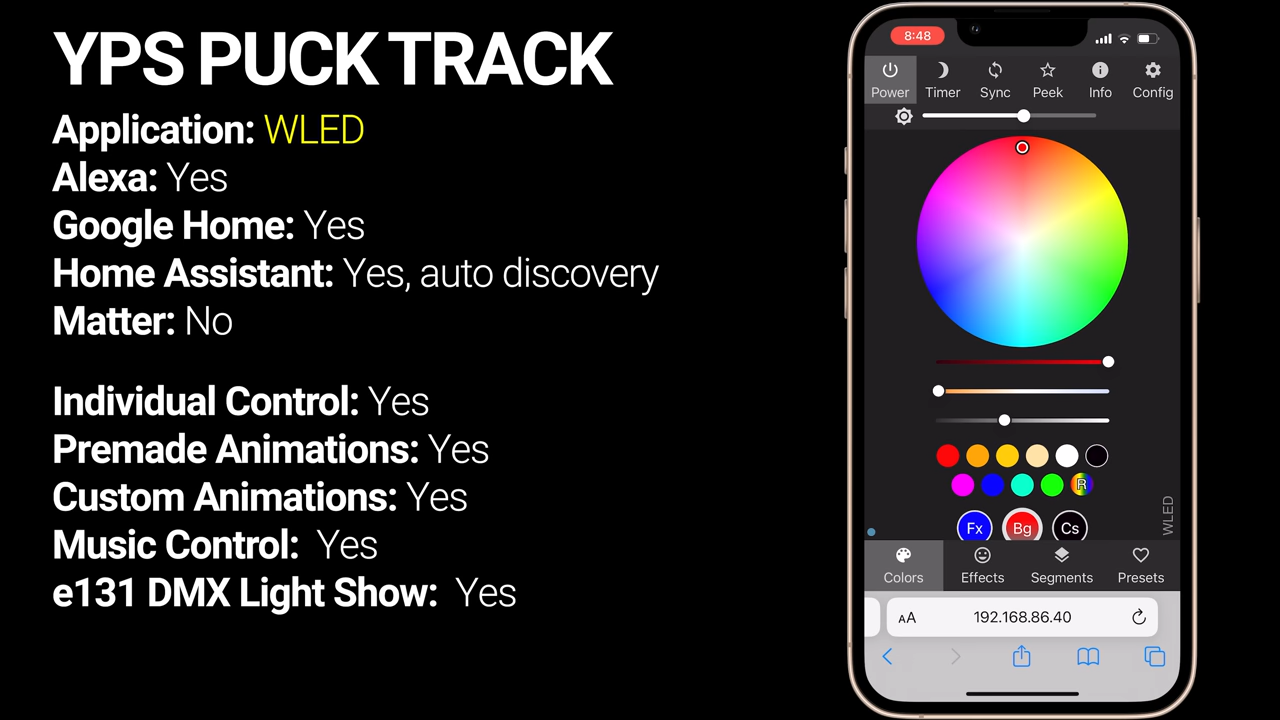 YPS PUCK TRACK
Application: WLED
Alexa: Yes
Google Home: Yes
Home Assistant: Yes, auto discovery
Matter: No
Individual Control: Yes
Premade Animations: Yes
Custom Animations: Yes
Music Control: Yes
e131 DMX Light Show: Yes
8:48
Power Timer Sync Peek Info Config
R
Fx Bg Cs
WLED
Colors Effects Segments Presets
AA 192.168.86.40